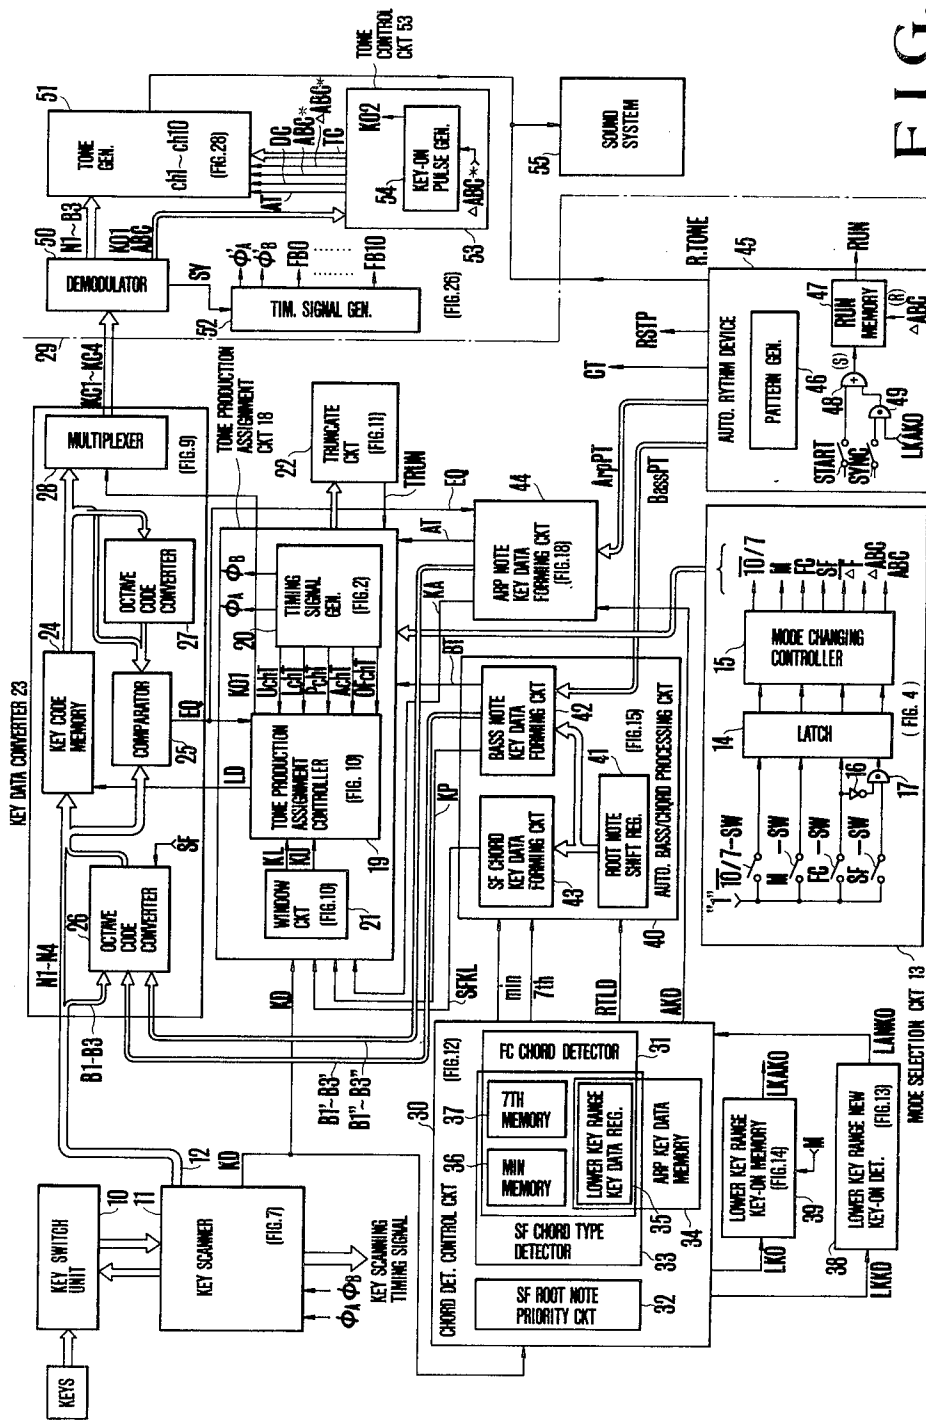 FIG.
KEYS
KEY SWITCH
UNIT
10
11
KEY SCANNER
(FIG.7)
ΦA ΦB
KEY SCANNING
TIMING SIGNAL
12
KD
KD
N1~N4
B1~B3
B1'~B3'
B1"~B3"
KEY DATA CONVERTER 23
26
OCTAVE
CODE
CONVERTER
SF
24
KEY CODE
MEMORY
COMPARATOR
25
EQ
OCTAVE
CODE
CONVERTER
27
28
MULTIPLEXER
(FIG.9)
KC1~KC4
29
50
DEMODULATOR
N1~B3
KO1
ABC
SY
51
TONE
GEN.
ch1~ch10
(FIG.28)
52
TIM. SIGNAL GEN.
(FIG.26)
Φ'A
Φ'B
FB0
FB10
AT
DC
ABC*
△ABC*
TC
TONE
CONTROL
CKT 53
KO2
54
KEY-ON
PULSE GEN.
△ABC*
53
55
SOUND
SYSTEM
TONE PRODUCTION
ASSIGNMENT
CKT 18
LD
KO1
ΦA
ΦB
WINDOW
CKT
(FIG.10)
21
KL
KU
TONE PRODUCTION
ASSIGNMENT
CONTROLLER
(FIG. 10)
19
UchT
LchT
PchT
AchT
OFchT
20
TIMING
SIGNAL
GEN.
(FIG.2)
22
TRUNCATE
CKT
(FIG.11)
TRUN
EQ
KA
AT
KP
BT
SFKL
44
ARP NOTE
KEY DATA
FORMING CKT
(FIG.18)
ArpPT
BassPT
CT
RSTP
R.TONE
SF CHORD
KEY DATA
FORMING CKT
43
BASS NOTE
KEY DATA
FORMING CKT
42
ROOT NOTE
SHIFT REG.
41
(FIG.15)
AUTO. BASS/CHORD PROCESSING CKT
40
min
7th
RTLD
AKD
30
(FIG.12)
CHORD DET. CONTROL CKT
FC CHORD DETECTOR
31
37
7TH
MEMORY
36
MIN MEMORY
LOWER KEY RANGE
KEY DATA REG.
35
ARP KEY DATA
MEMORY
34
SF CHORD TYPE
DETECTOR
33
SF ROOT NOTE
PRIORITY CKT
32
LKO
LOWER KEY RANGE
KEY-ON MEMORY
(FIG.14)
39
M
LKAKO
LKKD
38
LOWER KEY RANGE NEW
KEY-ON DET.
(FIG.13)
LANKO
MODE SELECTION CKT 13
"1"
10/7-SW
M-SW
FC-SW
SF-SW
14
LATCH
16
17
15
MODE CHANGING
CONTROLLER
(FIG. 4)
10/7
M
FC
SF
△F
△ABC
ABC
AUTO. RYTHM DEVICE
45
PATTERN GEN.
46
START
SYNC
48
49
LKAKO
(S)
47
RUN
MEMORY
(R)
△ABC
RUN